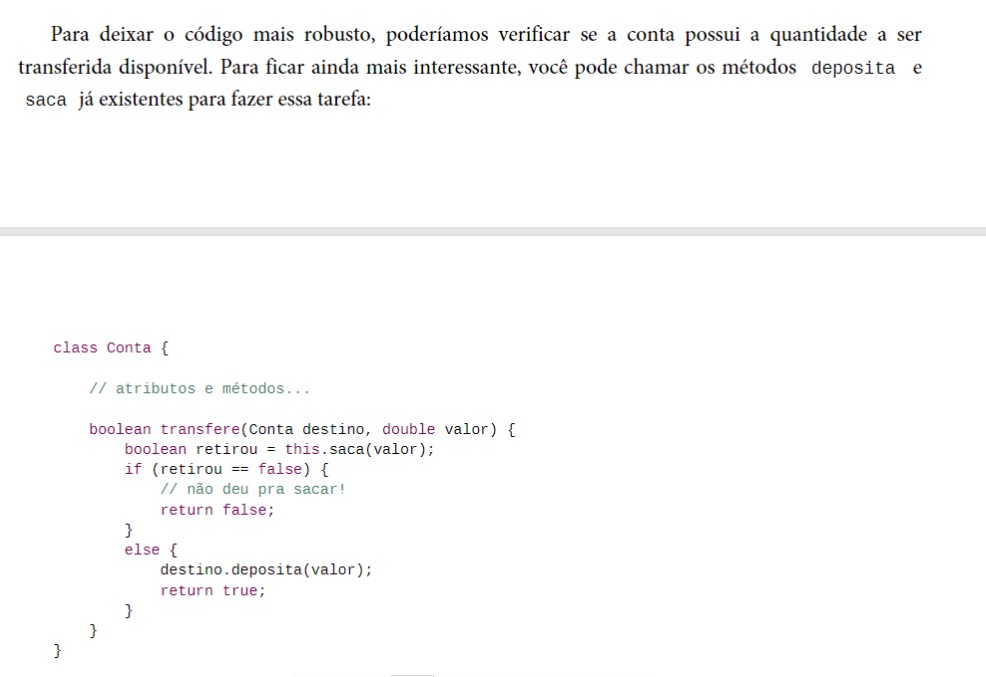 Para deixar o código mais robusto, poderíamos verificar se a conta possui a quantidade a ser
transferida disponível. Para ficar ainda mais interessante, você pode chamar os métodos deposita e
saca já existentes para fazer essa tarefa:
class Conta {
    // atributos e métodos...
    boolean transfere(Conta destino, double valor) {
        boolean retirou = this.saca(valor);
        if (retirou == false) {
            // não deu pra sacar!
            return false;
        }
        else {
            destino.deposita(valor);
            return true;
        }
    }
}